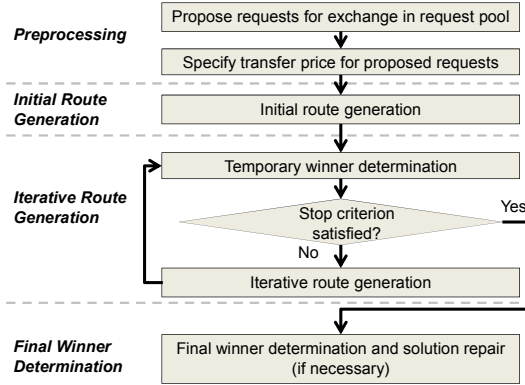 Preprocessing
Propose requests for exchange in request pool
Specify transfer price for proposed requests
Initial Route
Generation
Initial route generation
Iterative Route
Generation
Temporary winner determination
Stop criterion
satisfied?
Yes
No
Iterative route generation
Final Winner
Determination
Final winner determination and solution repair
(if necessary)